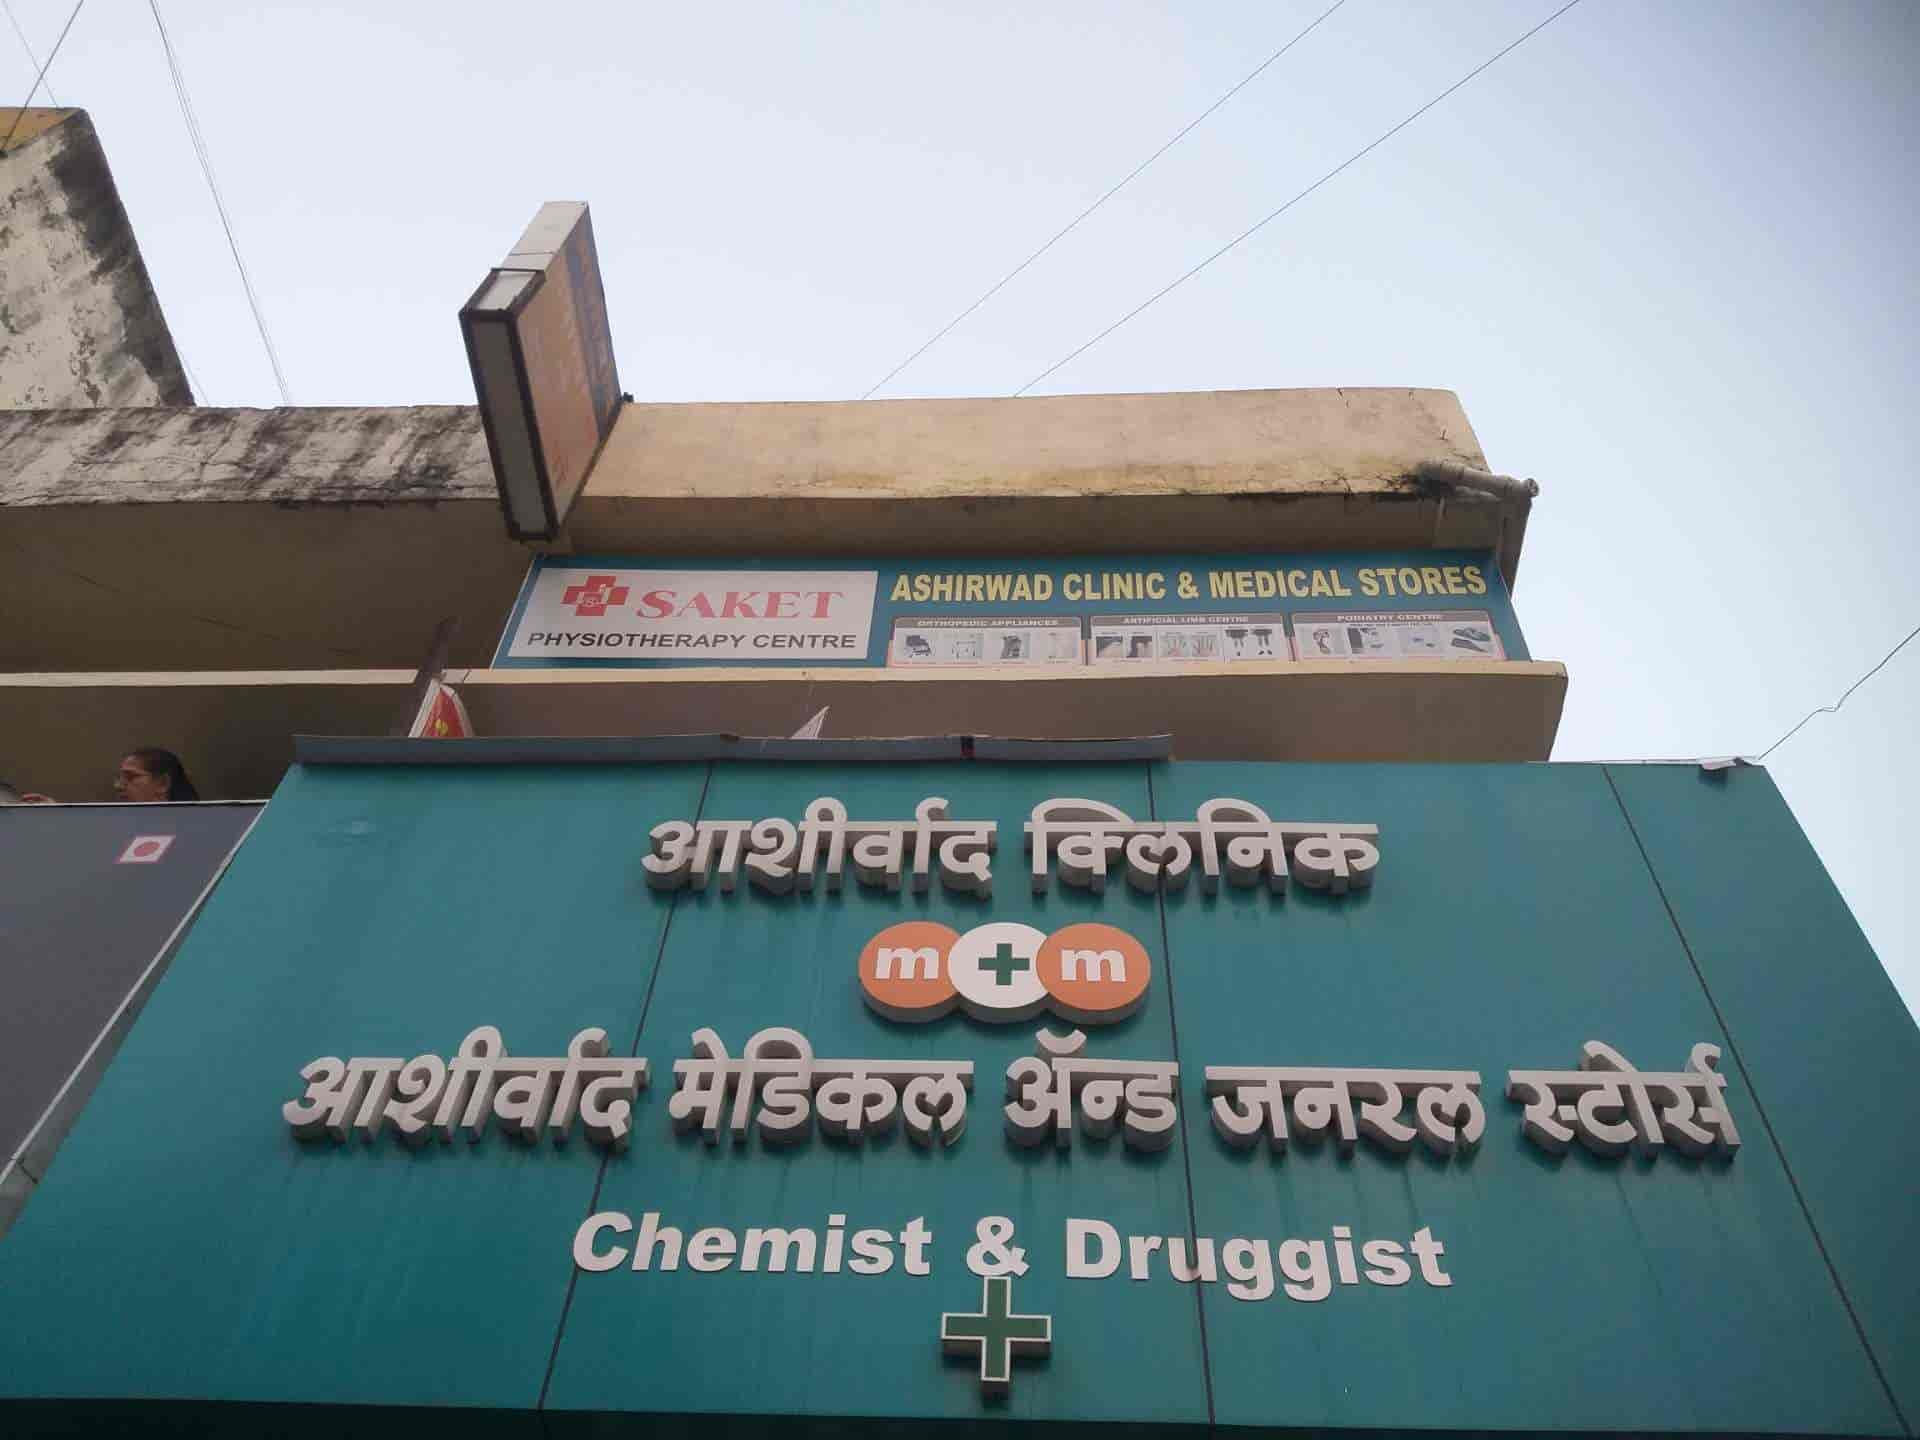 SAKET
PHYSIOTHERAPY CENTRE
ASHIRWAD CLINIC & MEDICAL STORES
ORTHOPEDIC APPLIANCES
ARTIFICIAL LIMB CENTRE
PODIATRY CENTRE
आशीर्वाद क्लिनिक
m+m
आशीर्वाद मेडिकल ॲन्ड जनरल स्टोर्स
Chemist & Druggist